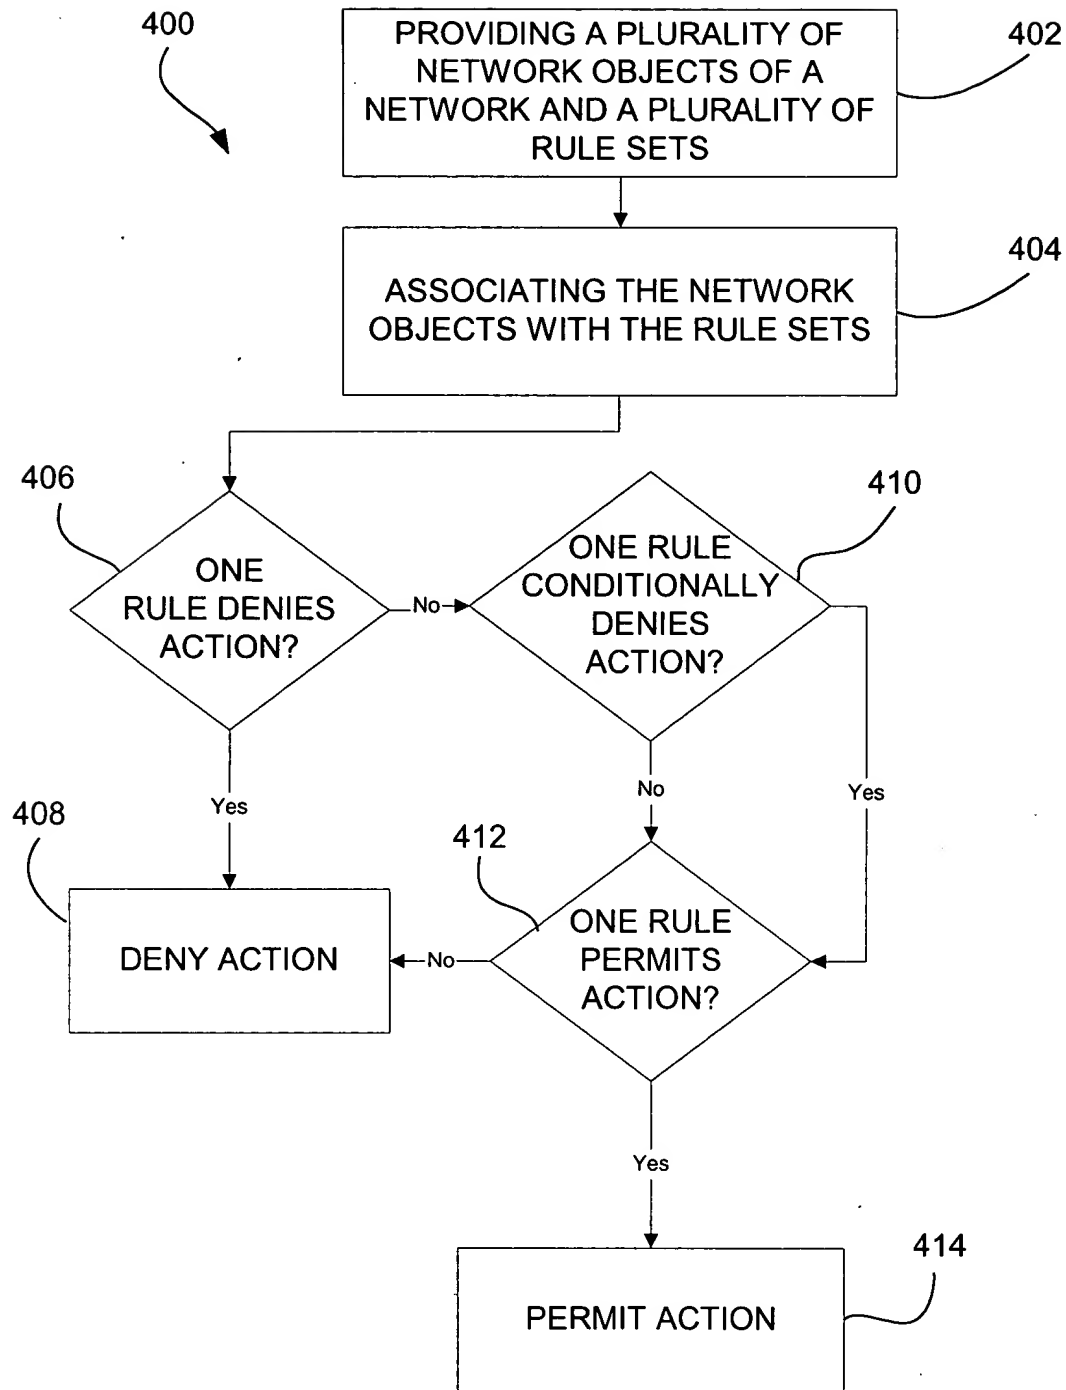 400
PROVIDING A PLURALITY OF
NETWORK OBJECTS OF A
NETWORK AND A PLURALITY OF
RULE SETS
402
ASSOCIATING THE NETWORK
OBJECTS WITH THE RULE SETS
404
406
ONE
RULE DENIES
ACTION?
No
410
ONE RULE
CONDITIONALLY
DENIES
ACTION?
Yes
No
Yes
408
DENY ACTION
No
412
ONE RULE
PERMITS
ACTION?
Yes
414
PERMIT ACTION